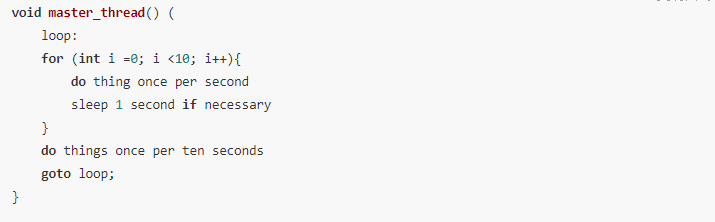 void master_thread() (
loop:
for (int i =0; i <10; i++){
do thing once per second
sleep 1 second if necessary
}
do things once per ten seconds
goto loop;
}